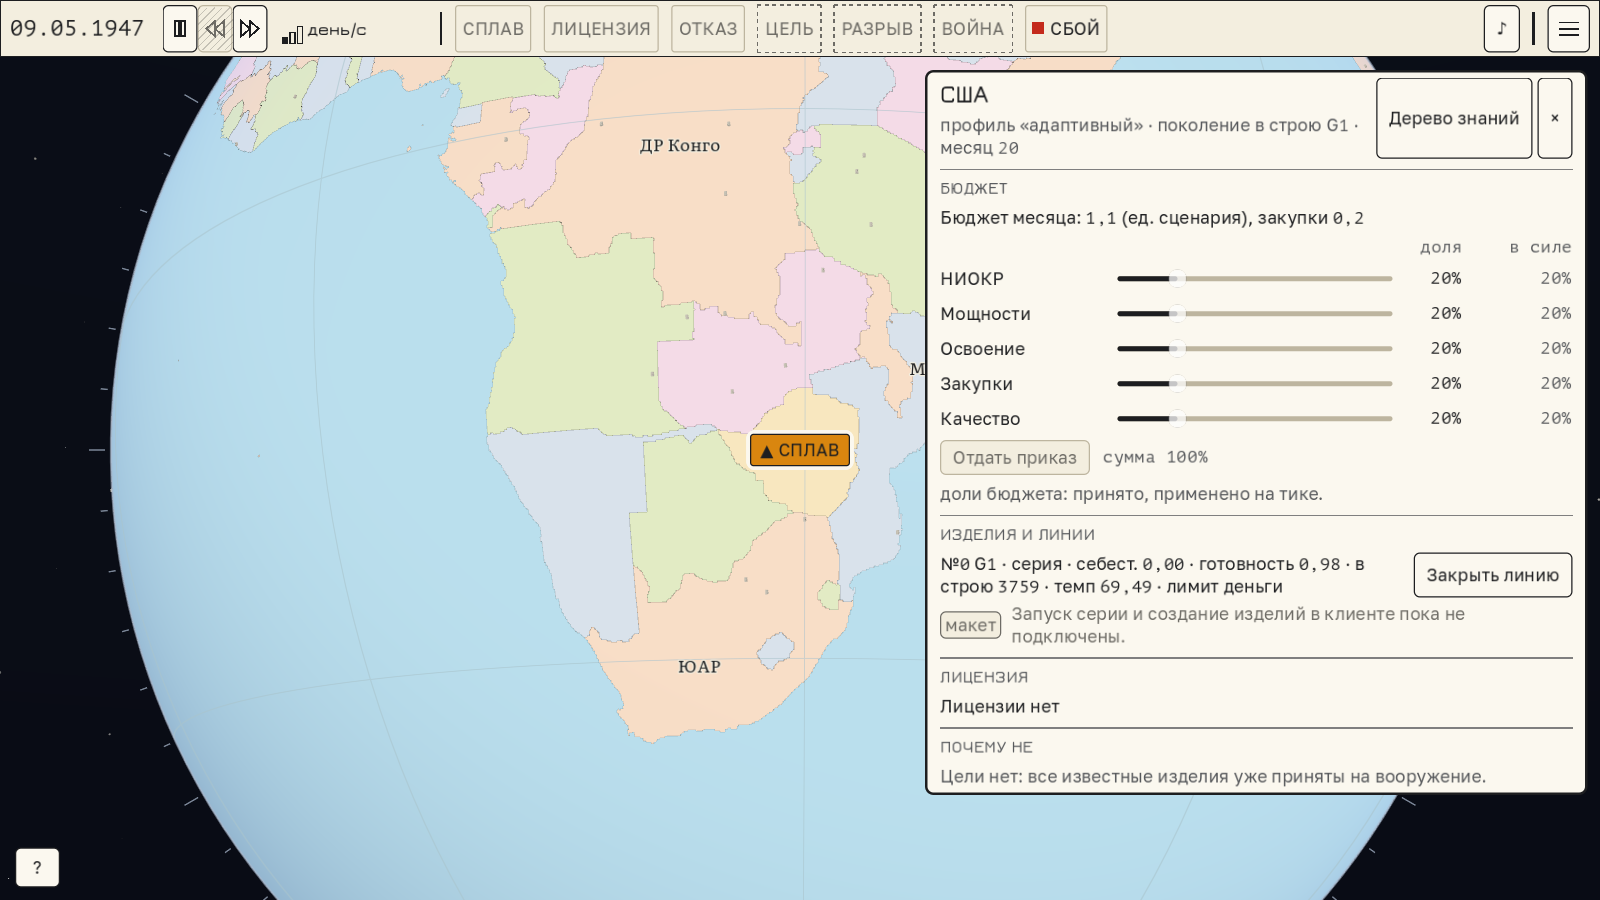 09.05.1947
день/с
СПЛАВ
ЛИЦЕНЗИЯ
ОТКАЗ
ЦЕЛЬ
РАЗРЫВ
ВОЙНА
СБОЙ
♪
ДР Конго
М
▲ СПЛАВ
ЮАР
?
США
профиль «адаптивный» · поколение в строю G1 ·
месяц 20
Дерево знаний
×
БЮДЖЕТ
Бюджет месяца: 1,1 (ед. сценария), закупки 0,2
доля в силе
НИОКР 20% 20%
Мощности 20% 20%
Освоение 20% 20%
Закупки 20% 20%
Качество 20% 20%
Отдать приказ сумма 100%
доли бюджета: принято, применено на тике.
ИЗДЕЛИЯ И ЛИНИИ
№0 G1 · серия · себест. 0,00 · готовность 0,98 · в
строю 3759 · темп 69,49 · лимит деньги
Закрыть линию
макет
Запуск серии и создание изделий в клиенте пока не
подключены.
ЛИЦЕНЗИЯ
Лицензии нет
ПОЧЕМУ НЕ
Цели нет: все известные изделия уже приняты на вооружение.